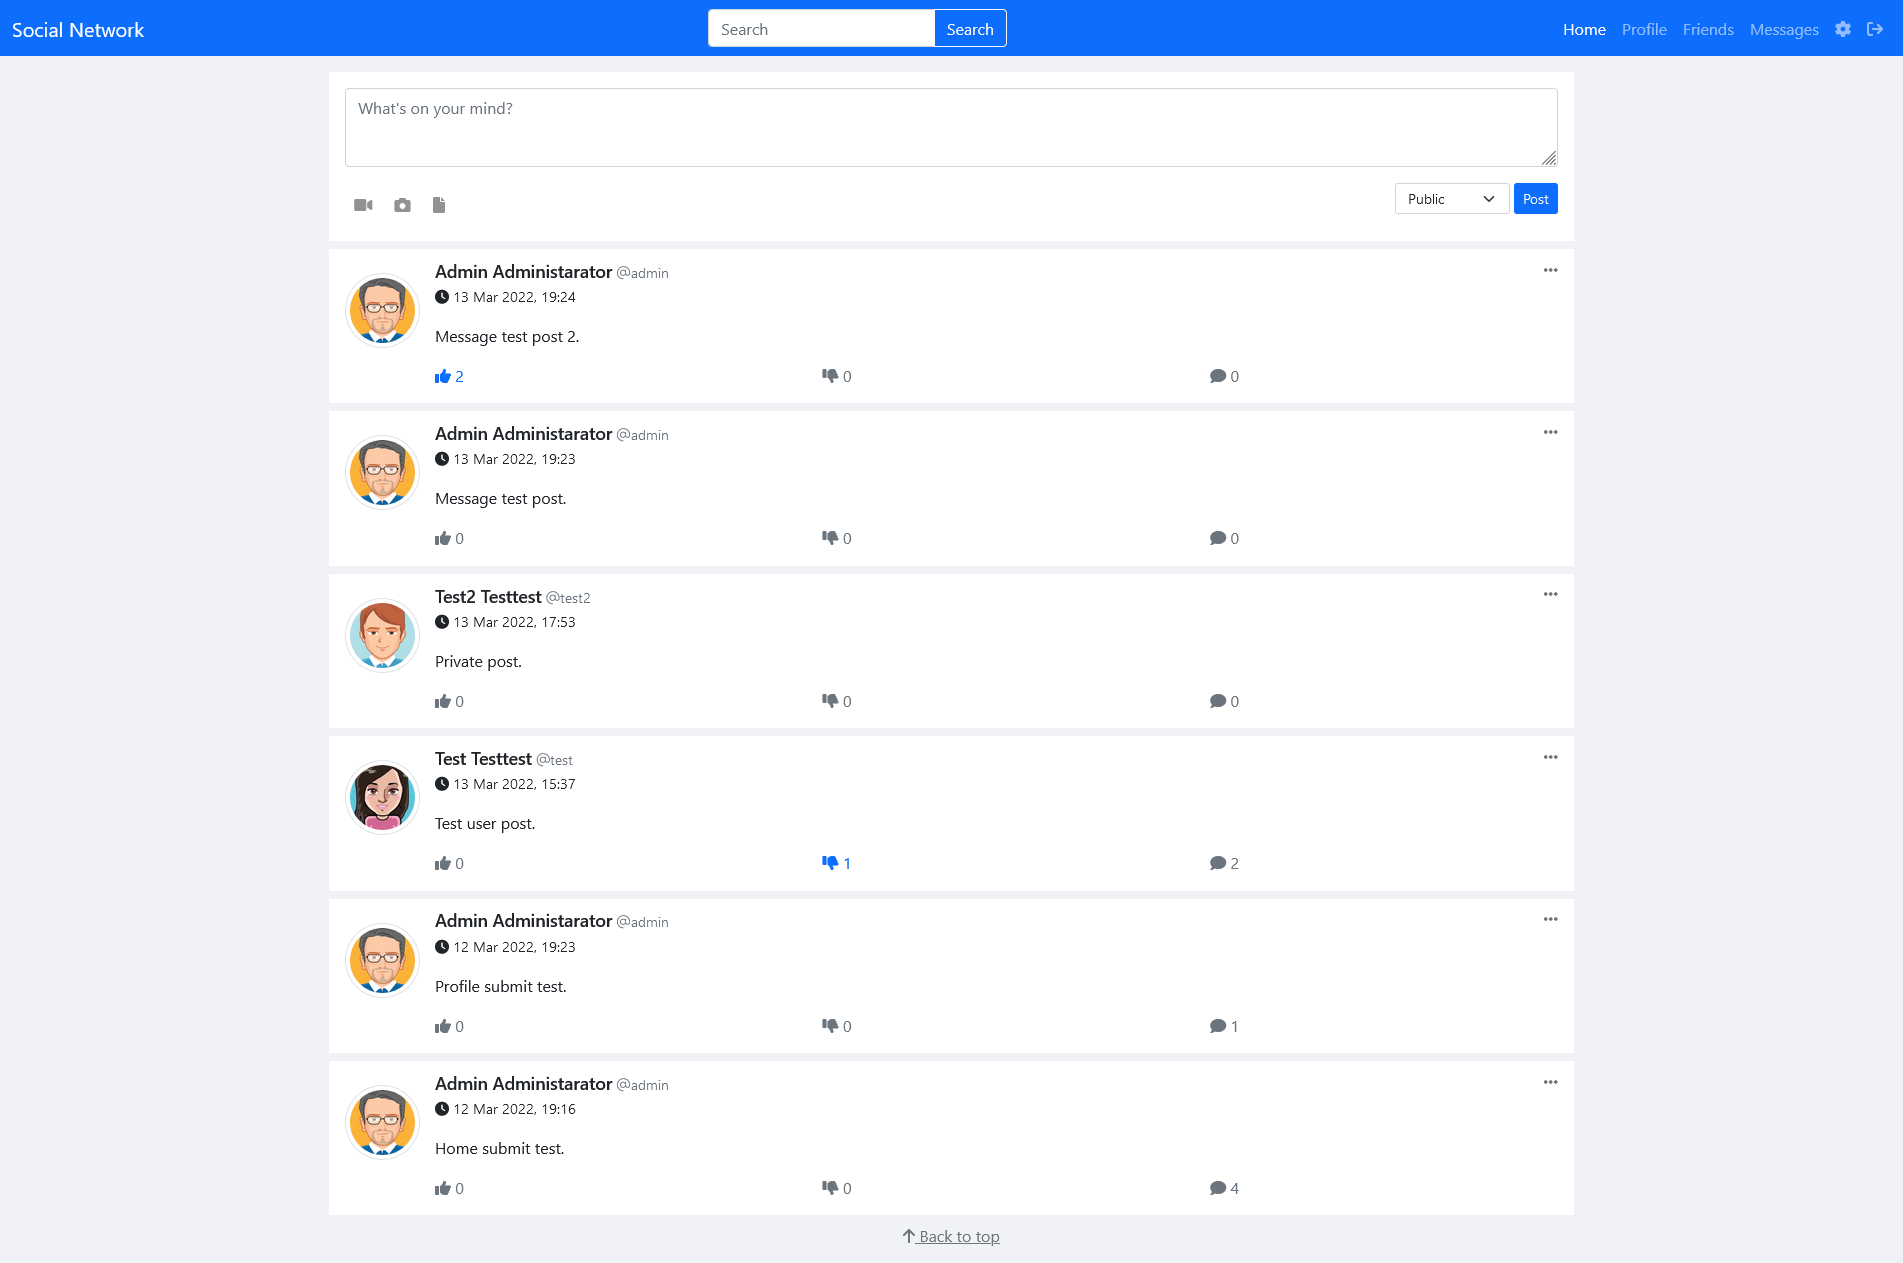 Social Network
Search
Search
Home Profile Friends Messages
What's on your mind?
Public
Post
Admin Administarator @admin
13 Mar 2022, 19:24
Message test post 2.
2 0 0
Admin Administarator @admin
13 Mar 2022, 19:23
Message test post.
0 0 0
Test2 Testtest @test2
13 Mar 2022, 17:53
Private post.
0 0 0
Test Testtest @test
13 Mar 2022, 15:37
Test user post.
0 1 2
Admin Administarator @admin
12 Mar 2022, 19:23
Profile submit test.
0 0 1
Admin Administarator @admin
12 Mar 2022, 19:16
Home submit test.
0 0 4
Back to top